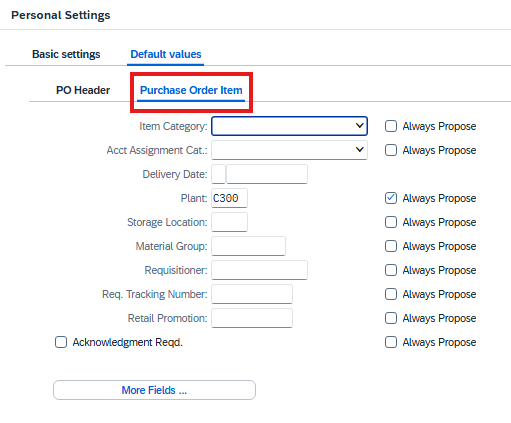 Personal Settings
Basic settings Default values
PO Header Purchase Order Item
Item Category: Always Propose
Acct Assignment Cat.: Always Propose
Delivery Date:
Plant: C300 Always Propose
Storage Location: Always Propose
Material Group: Always Propose
Requisitioner: Always Propose
Req. Tracking Number: Always Propose
Retail Promotion: Always Propose
Acknowledgment Reqd. Always Propose
More Fields ...